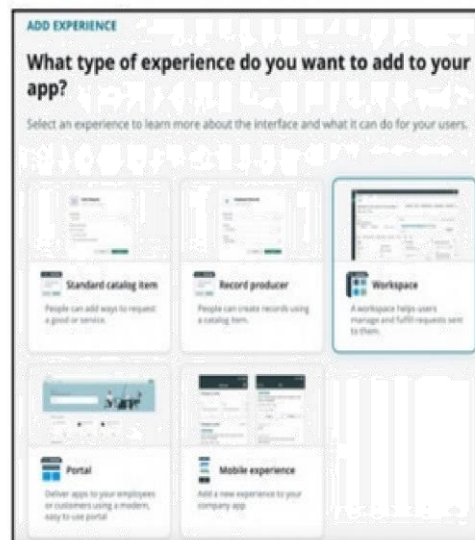 ADD EXPERIENCE
What type of experience do you want to add to your
app?
Select an experience to learn more about the interface and what it can do for your users.
Standard catalog item
People can add ways to request
a good or service.
Record producer
People can create records using
a catalog item.
Workspace
A workspace helps users
manage and fulfill requests sent
to them.
Portal
Deliver apps to your employees
or customers using a modern,
easy to use portal
Mobile experience
Add a new experience to your
company app